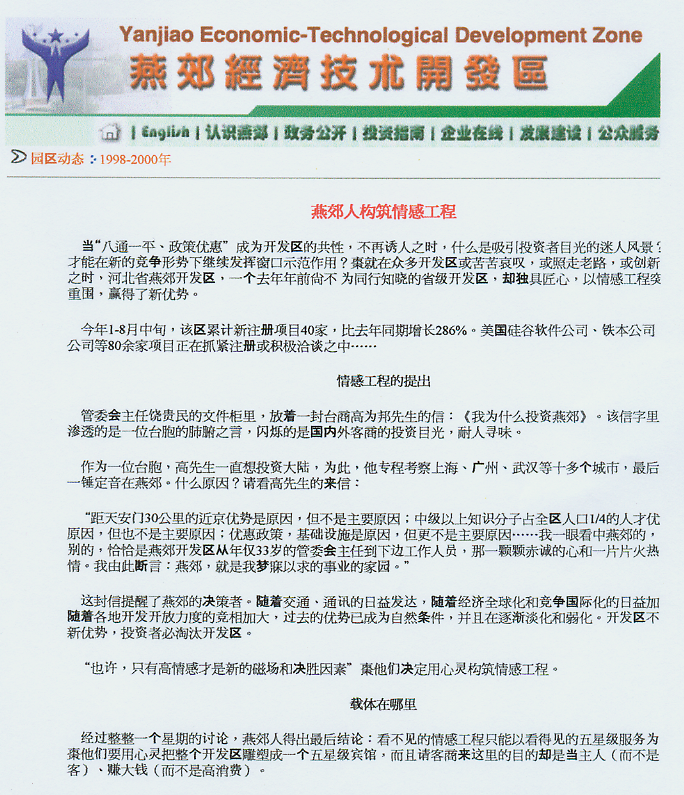 Yanjiao Economic-Technological Development Zone
燕郊經濟技术開發區
| English | 认识燕郊 | 政务公开 | 投资指南 | 企业在线 | 发展建设 | 公众服务
园区动态：1998-2000年
燕郊人构筑情感工程
当“八通一平、政策优惠”成为开发区的共性，不再诱人之时，什么是吸引投资者目光的迷人风景？
才能在新的竞争形势下继续发挥窗口示范作用？棗就在众多开发区或苦苦哀叹，或照走老路，或创新
之时，河北省燕郊开发区、一个去年年前尚不为同行知晓的省级开发区，却独具匠心，以情感工程突
重围，赢得了新优势。
今年1-8月中旬，该区累计新注册项目40家，比去年同期增长286%。美国硅谷软件公司、铁本公司
公司等80余家项目正在抓紧注册或积极洽谈之中……
情感工程的提出
管委会主任饶贵民的文件柜里，放着一封台商高为邦先生的信：《我为什么投资燕郊》。该信字里
渗透的是一位台胞的肺腑之言，闪烁的是国内外客商的投资目光，耐人寻味。
作为一位台胞，高先生一直想投资大陆，为此，他专程考察上海、广州、武汉等十多个城市，最后
一锤定音在燕郊。什么原因？请看高先生的来信：
“距天安门30公里的近京优势是原因，但不是主要原因；中级以上知识分子占全区人口1/4的人才优
原因，但也不是主要原因；优惠政策，基础设施是原因，但更不是主要原因……我一眼看中燕郊的，
别的，恰恰是燕郊开发区从年仅33岁的管委会主任到下边工作人员，那一颗颗赤诚的心和一片片火热
情。我由此断言：燕郊，就是我梦寐以求的事业的家园。”
这封信提醒了燕郊的决策者。随着交通、通讯的日益发达，随着经济全球化和竞争国际化的日益加
随着各地开发开放力度的竞相加大，过去的优势已成为自然条件，并且在逐渐淡化和弱化。开发区不
新优势，投资者必淘汰开发区。
“也许，只有高情感才是新的磁场和决胜因素”棗他们决定用心灵构筑情感工程。
载体在哪里
经过整整一个星期的讨论，燕郊人得出最后结论：看不见的情感工程只能以看得见的五星级服务为
棗他们要用心灵把整个开发区雕塑成一个五星级宾馆，而且请客商来这里的目的却是当主人（而不是
客）、赚大钱（而不是高消费）。